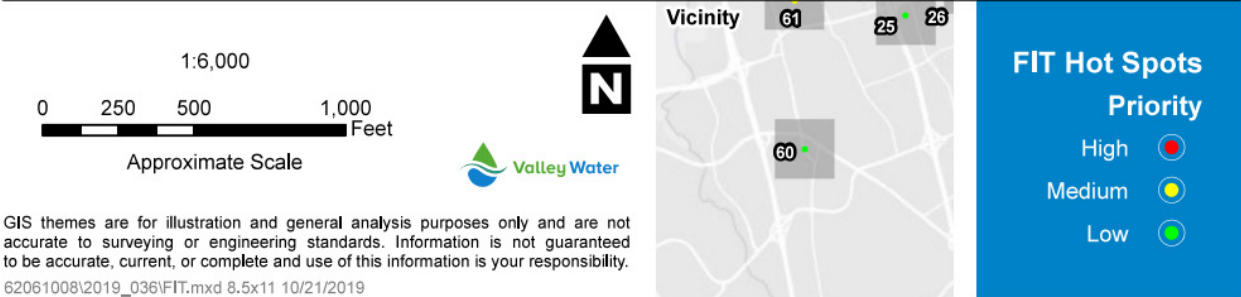 1:6,000
0 250 500 1,000
Feet
Approximate Scale
N
Valley Water
GIS themes are for illustration and general analysis purposes only and are not
accurate to surveying or engineering standards. Information is not guaranteed
to be accurate, current, or complete and use of this information is your responsibility.
62061008\2019_036\FIT.mxd 8.5x11 10/21/2019
Vicinity
61
25
26
60
FIT Hot Spots
Priority
High
Medium
Low